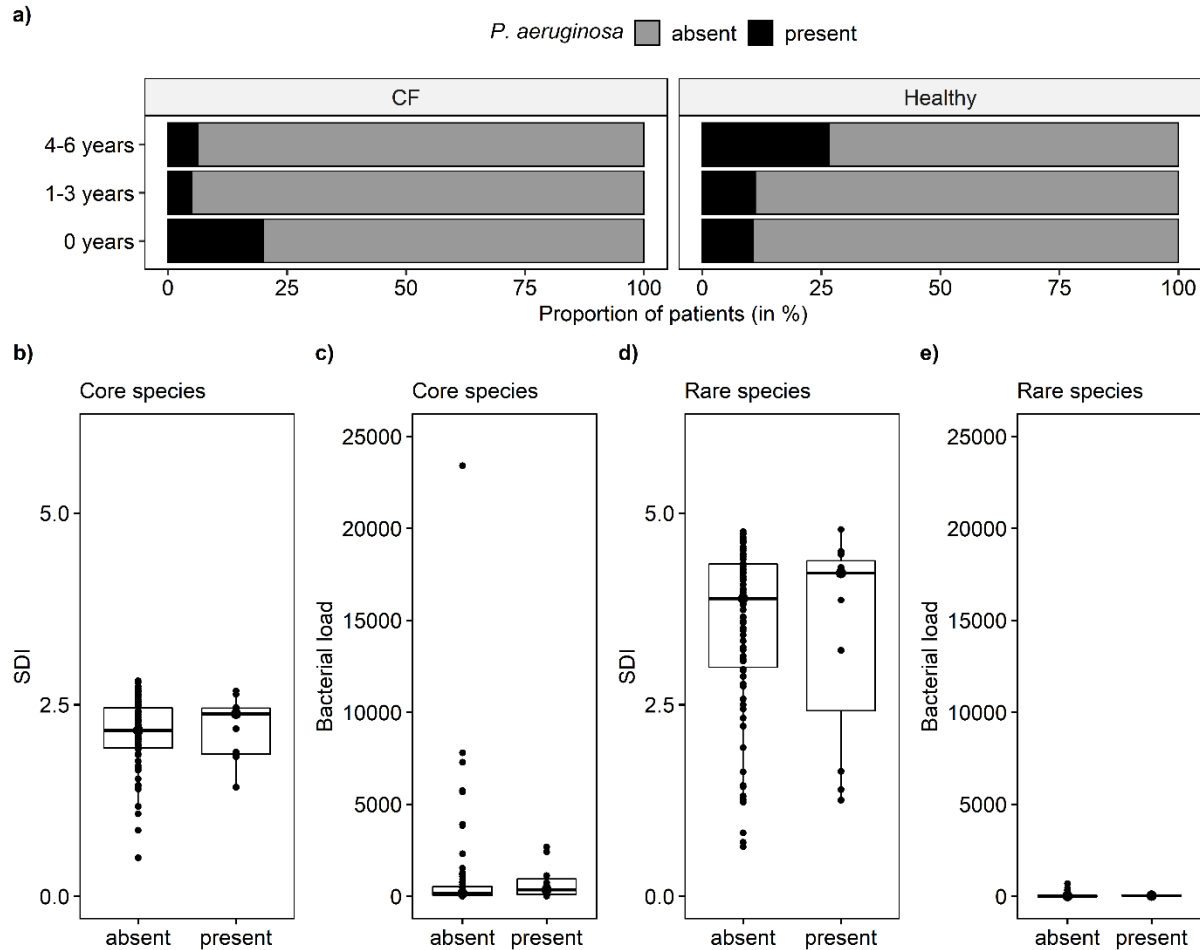 a)
P. aeruginosa absent present
CF Healthy
4-6 years
1-3 years
0 years
0 25 50 75 100 0 25 50 75 100
Proportion of patients (in %)
b) c) d) e)
Core species Core species Rare species Rare species
SDI
5.0
2.5
0.0
absent present
Bacterial load
25000
20000
15000
10000
5000
0
absent present
SDI
5.0
2.5
0.0
absent present
Bacterial load
25000
20000
15000
10000
5000
0
absent present